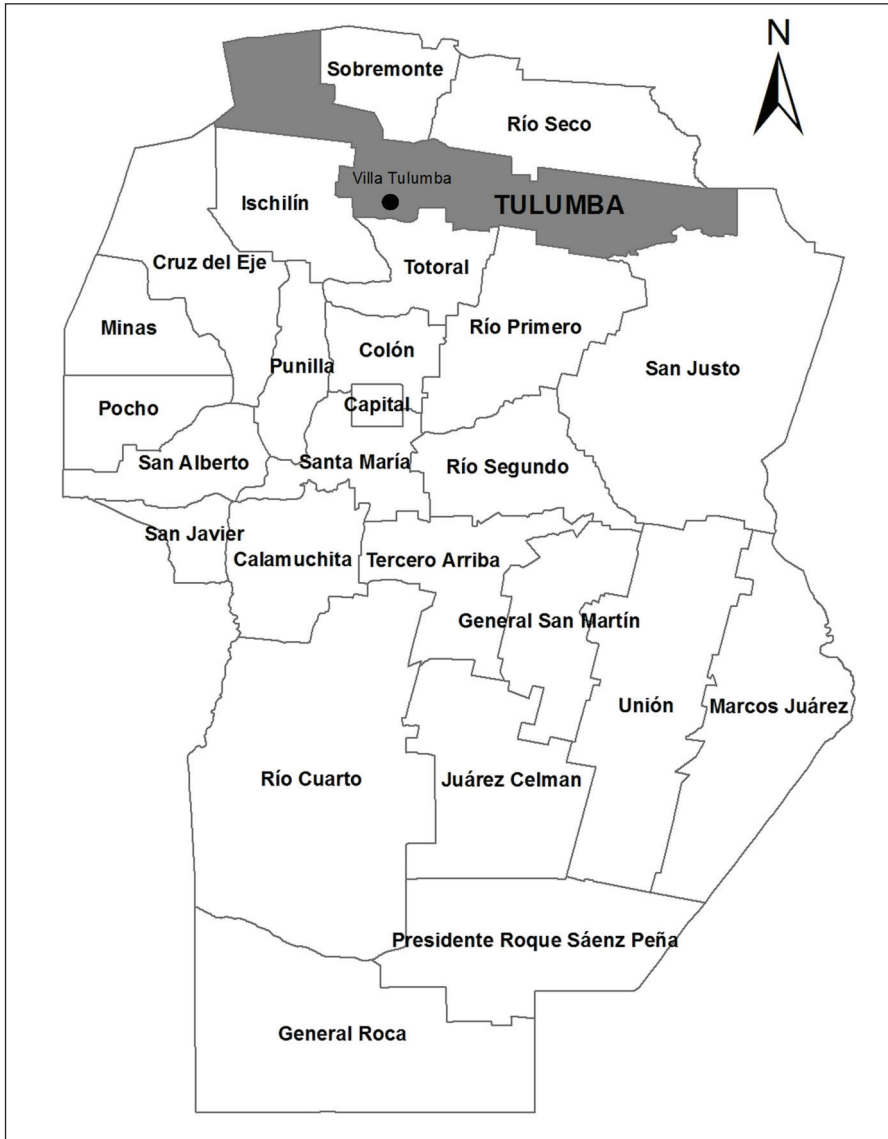 N
Sobremonte
Río Seco
Villa Tulumba
Ischilín
TULUMBA
Cruz del Eje
Totoral
Minas
Río Primero
Colón
Punilla
San Justo
Pocho
Capital
San Alberto
Santa María
Río Segundo
San Javier
Calamuchita
Tercero Arriba
General San Martín
Unión
Marcos Juárez
Río Cuarto
Juárez Celman
Presidente Roque Sáenz Peña
General Roca